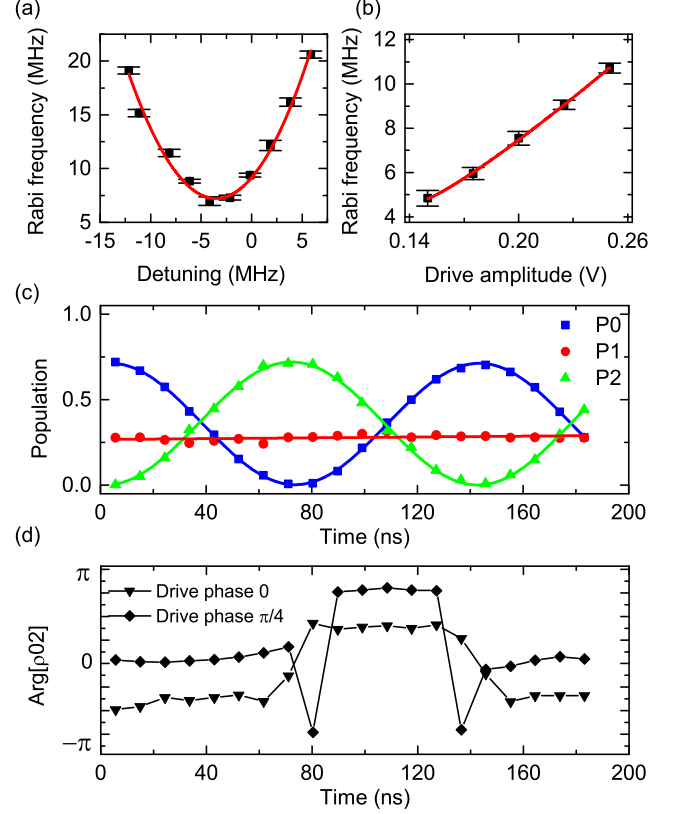 (a)
Rabi frequency (MHz)
20
15
10
5
-15 -10 -5 0 5
Detuning (MHz)
(b)
Rabi frequency (MHz)
12
10
8
6
4
0.14 0.20 0.26
Drive amplitude (V)
(c)
Population
1.0
0.5
0.0
P0
P1
P2
0 40 80 120 160 200
Time (ns)
(d)
Arg[ρ02]
π
0
−π
Drive phase 0
Drive phase π/4
0 40 80 120 160 200
Time (ns)